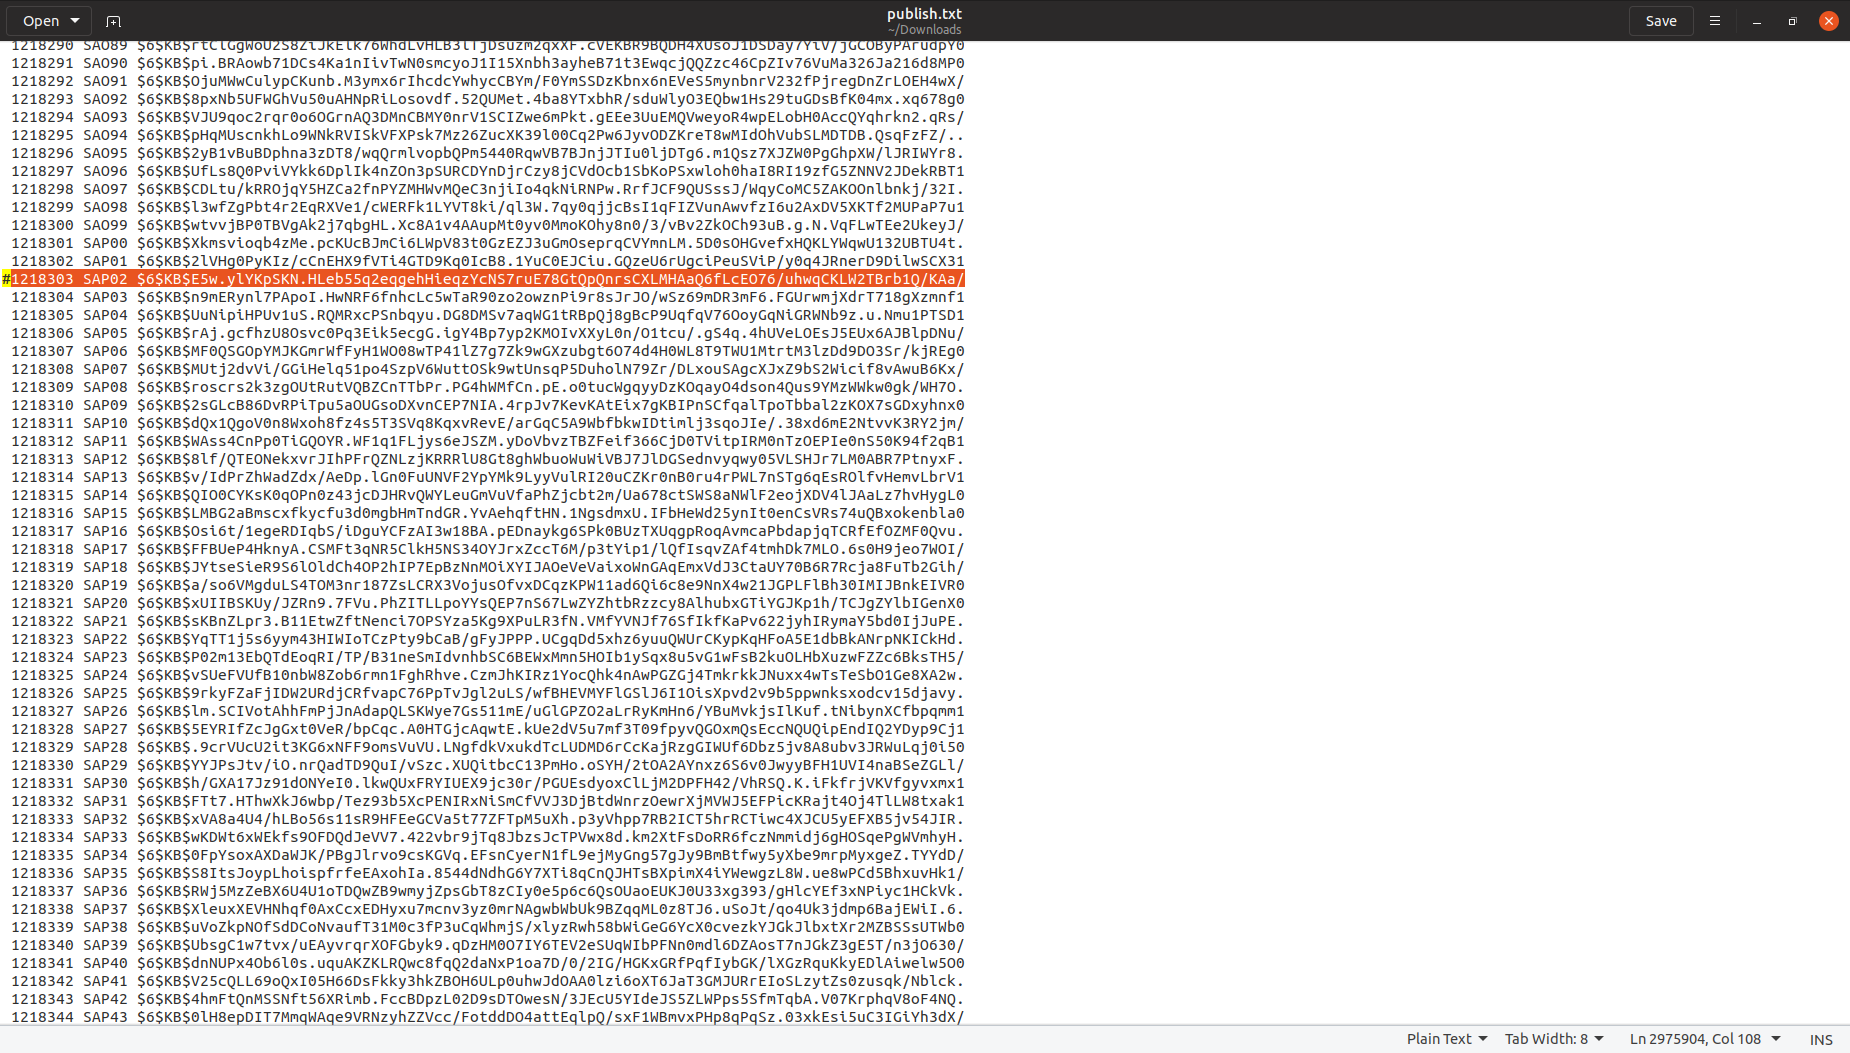 Open
publish.txt
~/Downloads
Save
1218290 SAO89 $6$KB$rtClGgWoU2S8ZiJkElk76WhdLvHLB3lTjDsuzm2qxXF.cVEKBR9BQDH4XUsoJ1DSDay7YiV/jGCOByPArudpY0
1218291 SAO90 $6$KB$pi.BRAowb71DCs4Ka1nIivTwN0smcyoJ1I15Xnbh3ayheB71t3EwqcjQQZzc46CpZIv76VuMa326Ja216d8MP0
1218292 SAO91 $6$KB$OjuMWwCulypCKunb.M3ymx6rIhcdcYwhycCBYm/F0YmSSDzKbnx6nEVeS5mynbnrV232fPjregDnZrLOEH4wX/
1218293 SAO92 $6$KB$8pxNb5UFWGhVu50uAHNpRiLosovdf.52QUMet.4ba8YTxbhR/sduWlyO3EQbw1Hs29tuGDsBfK04mx.xq678g0
1218294 SAO93 $6$KB$VJU9qoc2rqr0o6OGrnAQ3DMnCBMY0nrV1SCIZwe6mPkt.gEEe3UuEMQVweyoR4wpELobH0AccQYqhrkn2.qRs/
1218295 SAO94 $6$KB$pHqMUscnkhLo9WNkRVISkVFXPsk7Mz26ZucXK39l00Cq2Pw6JyvODZKreT8wMIdOhVubSLMDTDB.QsqFzFZ/..
1218296 SAO95 $6$KB$2yB1vBuBDphna3zDT8/wqQrmlvopbQPm5440RqwVB7BJnjJTIu0ljDTg6.m1Qsz7XJZW0PgGhpXW/lJRIWYr8.
1218297 SAO96 $6$KB$UfLs8Q0PviVYkk6DplIk4nZOn3pSURCDYnDjrCzy8jCVdOcb1SbKoPSxwloh0haI8RI19zfG5ZNNV2JDekRBT1
1218298 SAO97 $6$KB$CDLtu/kRROjqY5HZCa2fnPYZMHWvMQeC3njiIo4qkNiRNPw.RrfJCF9QUSssJ/WqyCoMC5ZAKOOnlbnkj/32I.
1218299 SAO98 $6$KB$l3wfZgPbt4r2EqRXVe1/cWERFk1LYVT8ki/ql3W.7qy0qjjcBsI1qFIZVunAwvfzI6u2AxDV5XKTf2MUPaP7u1
1218300 SAO99 $6$KB$wtvvjBP0TBVgAk2j7qbgHL.Xc8A1v4AAupMt0yv0MmoKOhy8n0/3/vBv2ZkOCh93uB.g.N.VqFLwTEe2UkeyJ/
1218301 SAP00 $6$KB$Xkmsvioqb4zMe.pcKUcBJmCi6LWpV83t0GzEZJ3uGmOseprqCVYmnLM.5D0sOHGvefxHQKLYWqwU132UBTU4t.
1218302 SAP01 $6$KB$2lVHg0PyKIz/cCnEHX9fVTi4GTD9Kq0IcB8.1YuC0EJCiu.GQzeU6rUgciPeuSViP/y0q4JRnerD9DilwSCX31
#1218303 SAP02 $6$KB$E5w.ylYKpSKN.HLeb55q2eqgehHieqzYcNS7ruE78GtQpQnrsCXLMHAaQ6fLcEO76/uhwqCKLW2TBrb1Q/KAa/
1218304 SAP03 $6$KB$n9mERynl7PApoI.HwNRF6fnhcLc5wTaR90zo2owznPi9r8sJrJO/wSz69mDR3mF6.FGUrwmjXdrT718gXzmnf1
1218305 SAP04 $6$KB$UuNipiHPUv1uS.RQMRxcPSnbqyu.DG8DMSv7aqWG1tRBpQj8gBcP9UqfqV76OoyGqNiGRWNb9z.u.Nmu1PTSD1
1218306 SAP05 $6$KB$rAj.gcfhzU8Osvc0Pq3Eik5ecgG.igY4Bp7yp2KMOIvXXyL0n/O1tcu/.gS4q.4hUVeLOEsJ5EUx6AJBlpDNu/
1218307 SAP06 $6$KB$MF0QSGOpYMJKGmrWfFyH1WO08wTP41lZ7g7Zk9wGXzubgt6O74d4H0WL8T9TWU1MtrtM3lzDd9DO3Sr/kjREg0
1218308 SAP07 $6$KB$MUtj2dvVi/GGiHelq51po4SzpV6WuttOSk9wtUnsqP5DuholN79Zr/DLxouSAgcXJxZ9bS2Wicif8vAwuB6Kx/
1218309 SAP08 $6$KB$roscrs2k3zgOUtRutVQBZCnTTbPr.PG4hWMfCn.pE.o0tucWgqyyDzKOqayO4dson4Qus9YMzWWkw0gk/WH7O.
1218310 SAP09 $6$KB$2sGLcB86DvRPiTpu5aOUGsoDXvnCEP7NIA.4rpJv7KevKAtEix7gKBIPnSCfqalTpoTbbal2zKOX7sGDxyhnx0
1218311 SAP10 $6$KB$dQx1QgoV0n8Wxoh8fz4s5T3SVq8KqxvRevE/arGqC5A9WbfbkwIDtimlj3sqoJIe/.38xd6mE2NtvvK3RY2jm/
1218312 SAP11 $6$KB$WAss4CnPp0TiGQOYR.WF1q1FLjys6eJSZM.yDoVbvzTBZFeif366CjD0TVitpIRM0nTzOEPIe0nS50K94f2qB1
1218313 SAP12 $6$KB$8lf/QTEONekxvrJIhPFrQZNLzjKRRRlU8Gt8ghWbuoWuWiVBJ7JlDGSednvyqwy05VLSHJr7LM0ABR7PtnyxF.
1218314 SAP13 $6$KB$v/IdPrZhWadZdx/AeDp.lGn0FuUNVF2YpYMk9LyyVulRI20uCZKr0nB0ru4rPWL7nSTg6qEsROlfvHemvLbrV1
1218315 SAP14 $6$KB$QIO0CYKsK0qOPn0z43jcDJHRvQWYLeuGmVuVfaPhZjcbt2m/Ua678ctSWS8aNWlF2eojXDV4lJAaLz7hvHygL0
1218316 SAP15 $6$KB$LMBG2aBmscxfkycfu3d0mgbHmTndGR.YvAehqftHN.1NgsdmxU.IFbHeWd25ynIt0enCsVRs74uQBxokenbla0
1218317 SAP16 $6$KB$Osi6t/1egeRDIqbS/iDguYCFzAI3w18BA.pEDnaykg6SPk0BUzTXUqgpRoqAvmcaPbdapjqTCRfEfOZMF0Qvu.
1218318 SAP17 $6$KB$FFBUeP4HknyA.CSMFt3qNR5ClkH5NS34OYJrxZccT6M/p3tYip1/lQfIsqvZAf4tmhDk7MLO.6s0H9jeo7WOI/
1218319 SAP18 $6$KB$JYtseSieR9S6lOldCh4OP2hIP7EpBzNnMOiXYIJAOeVeVaixoWnGAqEmxVdJ3CtaUY70B6R7Rcja8FuTb2Gih/
1218320 SAP19 $6$KB$a/so6VMgduLS4TOM3nr187ZsLCRX3VojusOfvxDCqzKPW11ad6Qi6c8e9NnX4w21JGPLFlBh30IMIJBnkEIVR0
1218321 SAP20 $6$KB$xUIIBSKUy/JZRn9.7FVu.PhZITLLpoYYsQEP7nS67LwZYZhtbRzzcy8AlhubxGTiYGJKp1h/TCJgZYlbIGenX0
1218322 SAP21 $6$KB$sKBnZLpr3.B11EtwZftNenci7OPSYza5Kg9XPuLR3fN.VMfYVNJf76SfIkfKaPv622jyhIRymaY5bd0IjJuPE.
1218323 SAP22 $6$KB$YqTT1j5s6yym43HIWIoTCzPty9bCaB/gFyJPPP.UCgqDd5xhz6yuuQWUrCKypKqHFoA5E1dbBkANrpNKICkHd.
1218324 SAP23 $6$KB$P02m13EbQTdEoqRI/TP/B31neSmIdvnhbSC6BEWxMmn5HOIb1ySqx8u5vG1wFsB2kuOLHbXuzwFZZc6BksTH5/
1218325 SAP24 $6$KB$vSUeFVUfB10nbW8Zob6rmn1FghRhve.CzmJhKIRz1YocQhk4nAwPGZGj4TmkrkkJNuxx4wTsTeSbO1Ge8XA2w.
1218326 SAP25 $6$KB$9rkyFZaFjIDW2URdjCRfvapC76PpTvJgl2uLS/wfBHEVMYFlGSlJ6I1OisXpvd2v9b5ppwnksxodcv15djavy.
1218327 SAP26 $6$KB$lm.SCIVotAhhFmPjJnAdapQLSKWye7Gs511mE/uGlGPZO2aLrRyKmHn6/YBuMvkjsIlKuf.tNibynXCfbpqmm1
1218328 SAP27 $6$KB$5EYRIfZcJgGxt0VeR/bpCqc.A0HTGjcAqwtE.kUe2dV5u7mf3T09fpyvQGOxmQsEccNQUQipEndIQ2YDyp9Cj1
1218329 SAP28 $6$KB$.9crVUcU2it3KG6xNFF9omsVuVU.LNgfdkVxukdTcLUDMD6rCcKajRzgGIWUf6Dbz5jv8A8ubv3JRWuLqj0i50
1218330 SAP29 $6$KB$YYJPsJtv/iO.nrQadTD9QuI/vSzc.XUQitbcC13PmHo.oSYH/2tOA2AYnxz6S6v0JwyyBFH1UVI4naBSeZGLl/
1218331 SAP30 $6$KB$h/GXA17Jz91dONYeI0.lkwQUxFRYIUEX9jc30r/PGUEsdyoxClLjM2DPFH42/VhRSQ.K.iFkfrjVKVfgyvxmx1
1218332 SAP31 $6$KB$FTt7.HThwXkJ6wbp/Tez93b5XcPENIRxNiSmCfVVJ3DjBtdWnrzOewrXjMVWJ5EFPicKRajt4Oj4TlLW8txak1
1218333 SAP32 $6$KB$xVA8a4U4/hLBo56s11sR9HFEeGCVa5t77ZFTpM5uXh.p3yVhpp7RB2ICT5hrRCTiwc4XJCU5yEFXB5jv54JIR.
1218334 SAP33 $6$KB$wKDWt6xWEkfs9OFDQdJeVV7.422vbr9jTq8JbzsJcTPVwx8d.km2XtFsDoRR6fczNmmidj6gHOSqePgWVmhyH.
1218335 SAP34 $6$KB$0FpYsoxAXDaWJK/PBgJlrvo9csKGVq.EFsnCyerN1fL9ejMyGng57gJy9BmBtfwy5yXbe9mrpMyxgeZ.TYYdD/
1218336 SAP35 $6$KB$S8ItsJoypLhoispfrfeEAxohIa.8544dNdhG6Y7XTi8qCnQJHTsBXpimX4iYWewgzL8W.ue8wPCd5BhxuvHk1/
1218337 SAP36 $6$KB$RWj5MzZeBX6U4U1oTDQwZB9wmyjZpsGbT8zCIy0e5p6c6QsOUaoEUKJ0U33xg393/gHlcYEf3xNPiyc1HCkVk.
1218338 SAP37 $6$KB$XleuxXEVHNhqf0AxCcxEDHyxu7mcnv3yz0mrNAgwbWbUk9BZqqML0z8TJ6.uSoJt/qo4Uk3jdmp6BajEWiI.6.
1218339 SAP38 $6$KB$uVoZkpNOfSdDCoNvaufT31M0c3fP3uCqWhmjS/xlyzRwh58bWiGeG6YcX0cvezkYJGkJlbxtXr2MZBSSsUTWb0
1218340 SAP39 $6$KB$UbsgC1w7tvx/uEAyvrqrXOFGbyk9.qDzHM0O7IY6TEV2eSUqWIbPFNn0mdl6DZAosT7nJGkZ3gE5T/n3jO630/
1218341 SAP40 $6$KB$dnNUPx4Ob6l0s.uquAKZKLRQwc8fqQ2daNxP1oa7D/0/2IG/HGKxGRfPqfIybGK/lXGzRquKkyEDlAiwelw5O0
1218342 SAP41 $6$KB$V25cQLL69oQxI05H66DsFkky3hkZBOH6ULp0uhwJdOAA0lzi6oXT6JaT3GMJURrEIoSLzytZs0zusqk/Nblck.
1218343 SAP42 $6$KB$4hmFtQnMSSNft56XRimb.FccBDpzL02D9sDTOwesN/3JEcU5YIdeJS5ZLWPps5SfmTqbA.V07KrphqV8oF4NQ.
1218344 SAP43 $6$KB$0lH8epDIT7MmqWAqe9VRNzyhZZVcc/FotddDO4attEqlpQ/sxF1WBmvxPHp8qPqSz.03xkEsi5uC3IGiYh3dX/
Plain Text
Tab Width: 8
Ln 2975904, Col 108
INS